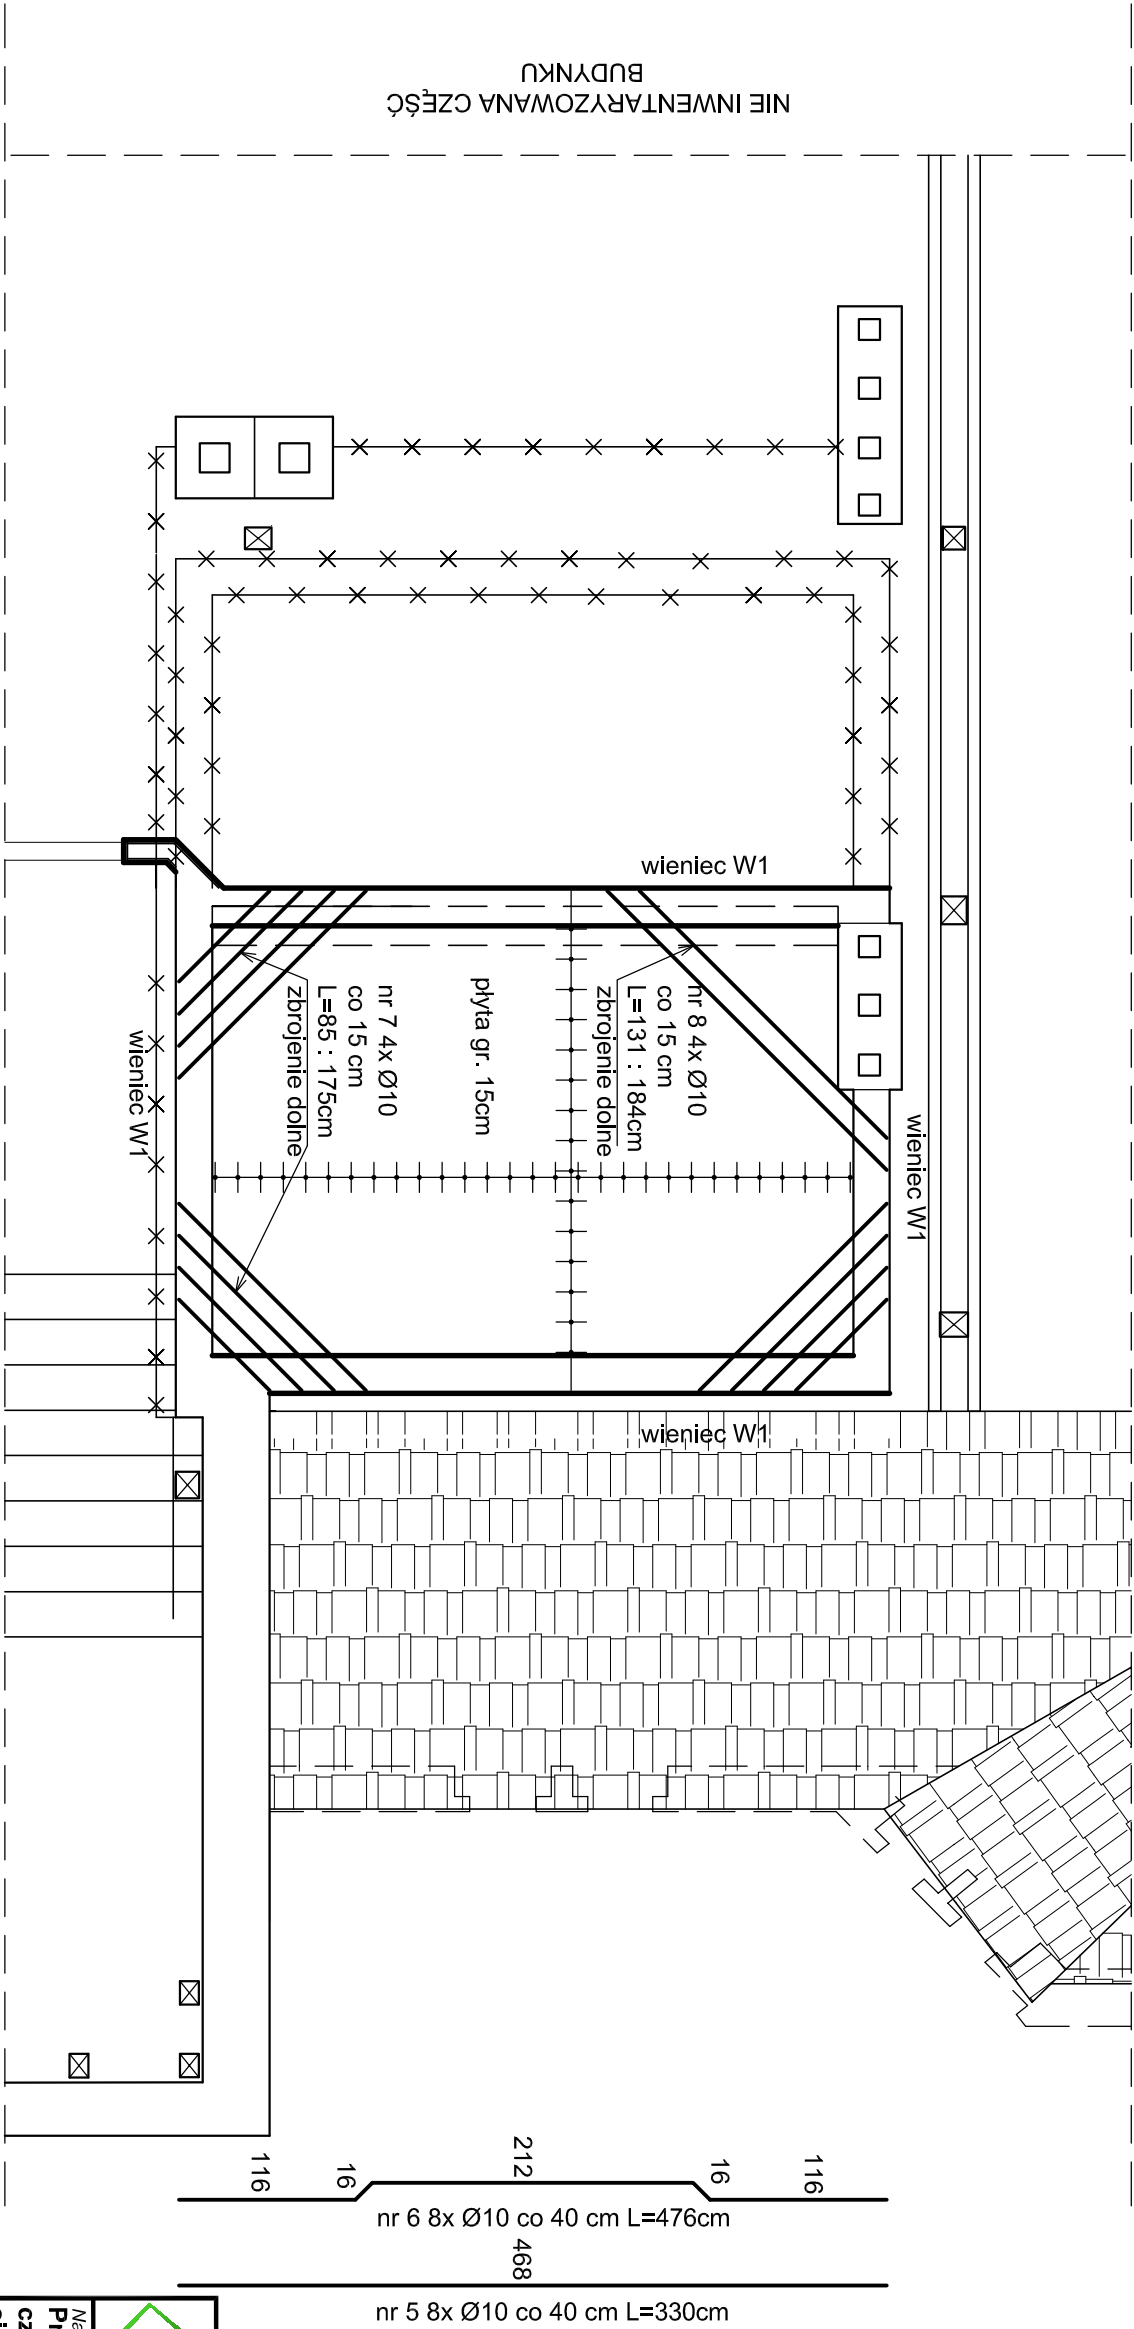 NIE INWENTARYZOWANA CZĘŚĆ
BUDYNKU
wieniec W1
nr 7 4x Ø10
co 15 cm
L=85 : 175cm
zbrojenie dolne
płyta gr. 15cm
nr 8 4x Ø10
co 15 cm
L=131 : 184cm
zbrojenie dolne
wieniec W1
wieniec W1
wieniec W1
116
16
212
16
116
nr 6 8x Ø10 co 40 cm L=476cm
468
nr 5 8x Ø10 co 40 cm L=330cm